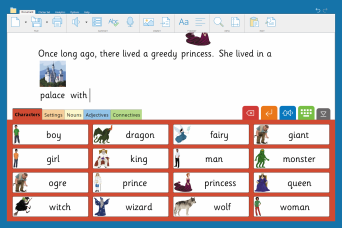 Once long ago, there lived a greedy princess. She lived in a
palace with
Characters Settings Nouns Adjectives Connectives
boy dragon fairy giant
girl king man monster
ogre prince princess queen
witch wizard wolf woman